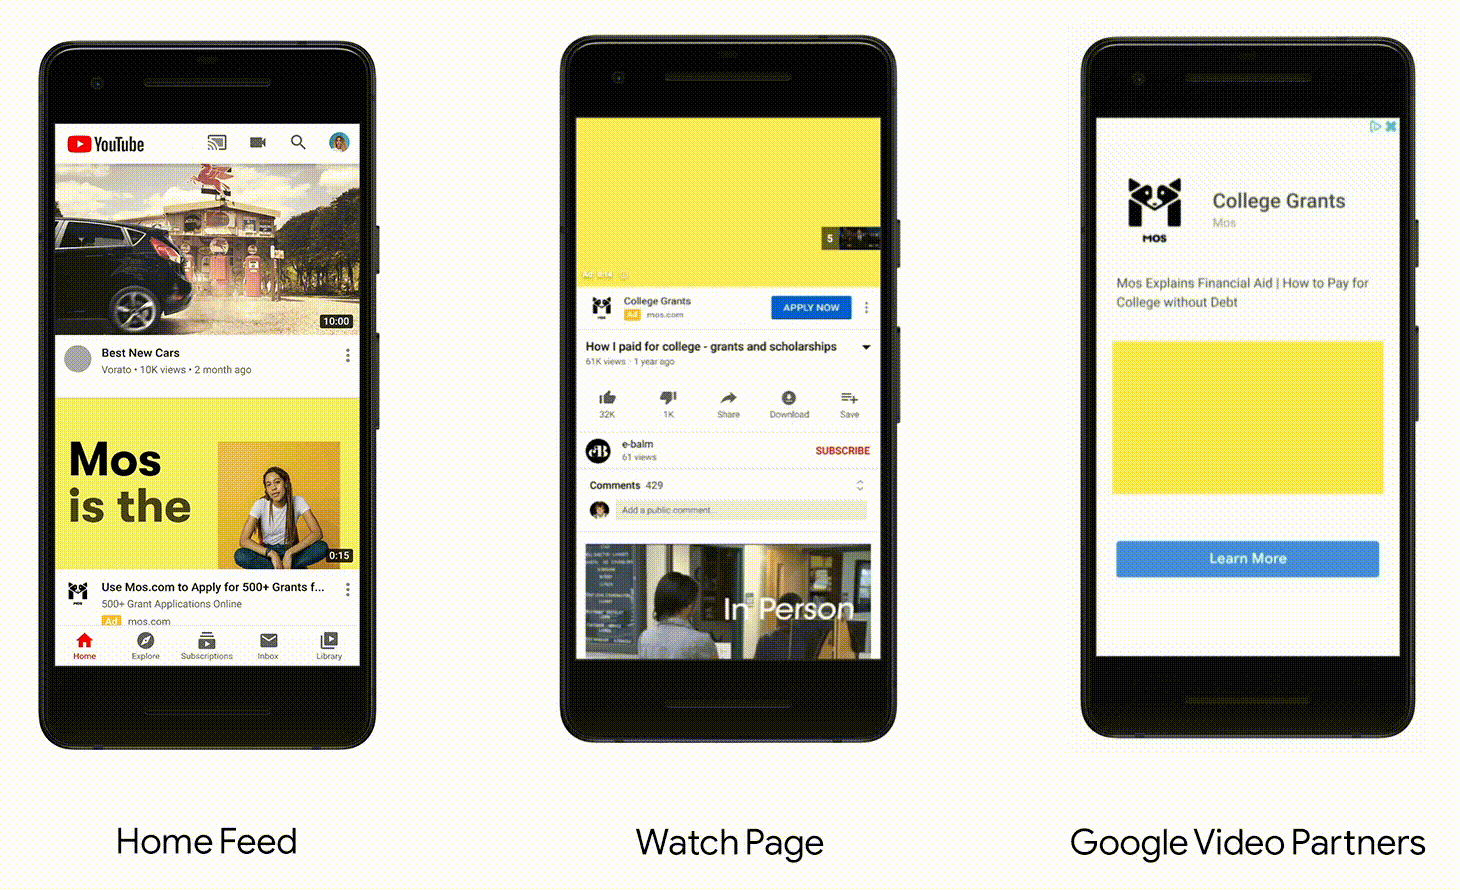 YouTube
10:00
Best New Cars
Vorato • 10K views • 2 month ago
Mos
is the
0:15
Use Mos.com to Apply for 500+ Grants f...
500+ Grant Applications Online
MOS
Ad mos.com
Home Explore Subscriptions Inbox Library
Home Feed
5
Ad 0:14
College Grants
Ad mos.com
APPLY NOW
How I paid for college - grants and scholarships
61K views · 1 year ago
32K 1K Share Download Save
eB
e-balm
61 views
SUBSCRIBE
Comments 429
Add a public comment...
In Person
Watch Page
MOS
College Grants
Mos
Mos Explains Financial Aid | How to Pay for
College without Debt
Learn More
Google Video Partners